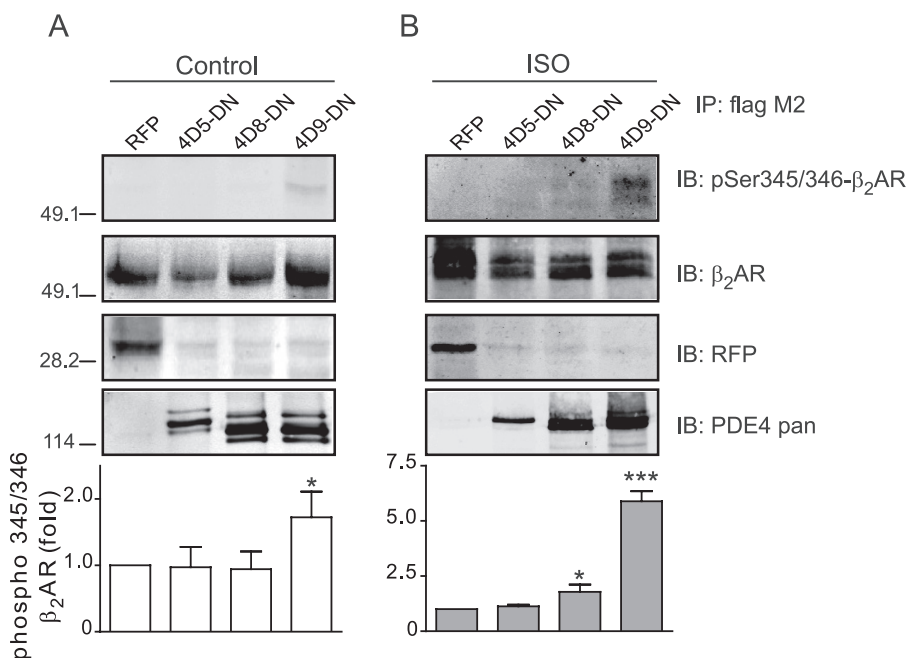 A
B
Control
ISO
RFP
4D5-DN
4D8-DN
4D9-DN
RFP
4D5-DN
4D8-DN
4D9-DN
IP: flag M2
IB: pSer345/346-β₂AR
49.1
IB: β₂AR
49.1
IB: RFP
28.2
IB: PDE4 pan
114
phospho 345/346
β₂AR (fold)
2.0
1.0
0
*
7.5
5.0
2.5
0
*
***